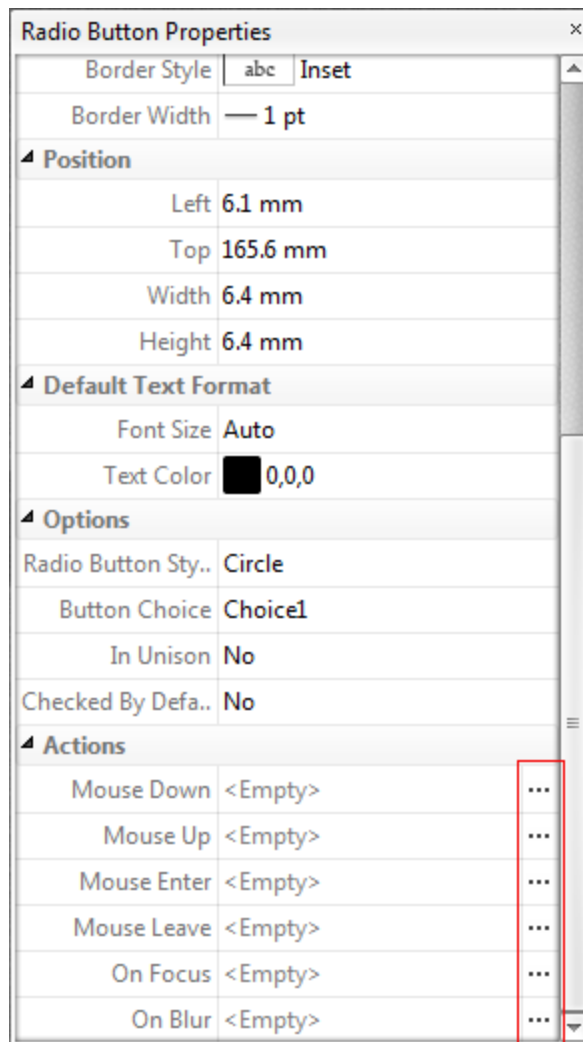 Radio Button Properties ×
Border Style abc Inset
Border Width 1 pt
Position
Left 6.1 mm
Top 165.6 mm
Width 6.4 mm
Height 6.4 mm
Default Text Format
Font Size Auto
Text Color 0,0,0
Options
Radio Button Sty.. Circle
Button Choice Choice1
In Unison No
Checked By Defa.. No
Actions
Mouse Down <Empty> ...
Mouse Up <Empty> ...
Mouse Enter <Empty> ...
Mouse Leave <Empty> ...
On Focus <Empty> ...
On Blur <Empty> ...